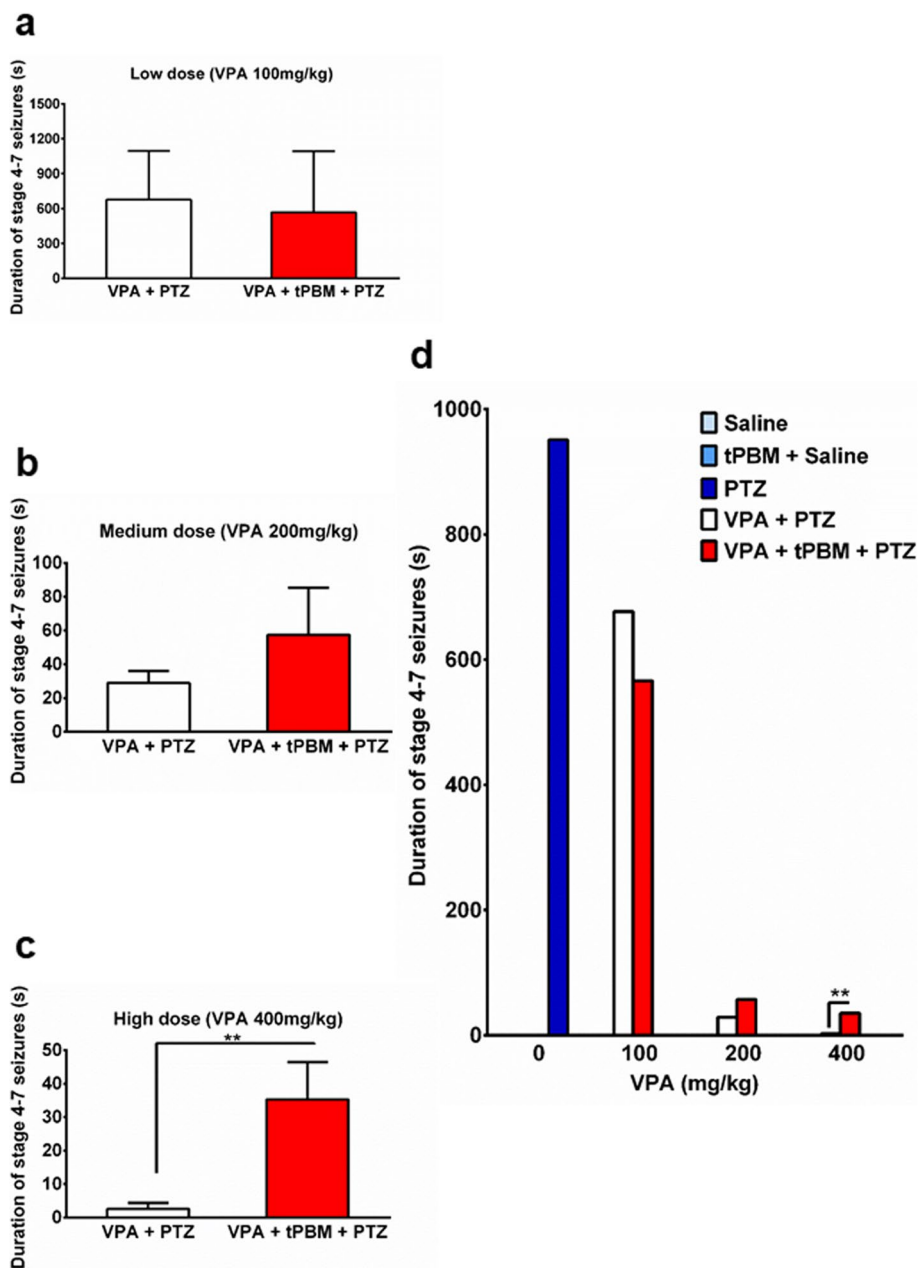 a
Low dose (VPA 100mg/kg)
Duration of stage 4-7 seizures (s)
1500
1200
900
600
300
0
VPA + PTZ
VPA + tPBM + PTZ
b
Medium dose (VPA 200mg/kg)
Duration of stage 4-7 seizures (s)
100
80
60
40
20
0
VPA + PTZ
VPA + tPBM + PTZ
c
High dose (VPA 400mg/kg)
**
Duration of stage 4-7 seizures (s)
50
40
30
20
10
0
VPA + PTZ
VPA + tPBM + PTZ
d
Duration of stage 4-7 seizures (s)
1000
800
600
400
200
0
Saline
tPBM + Saline
PTZ
VPA + PTZ
VPA + tPBM + PTZ
**
0
100
200
400
VPA (mg/kg)